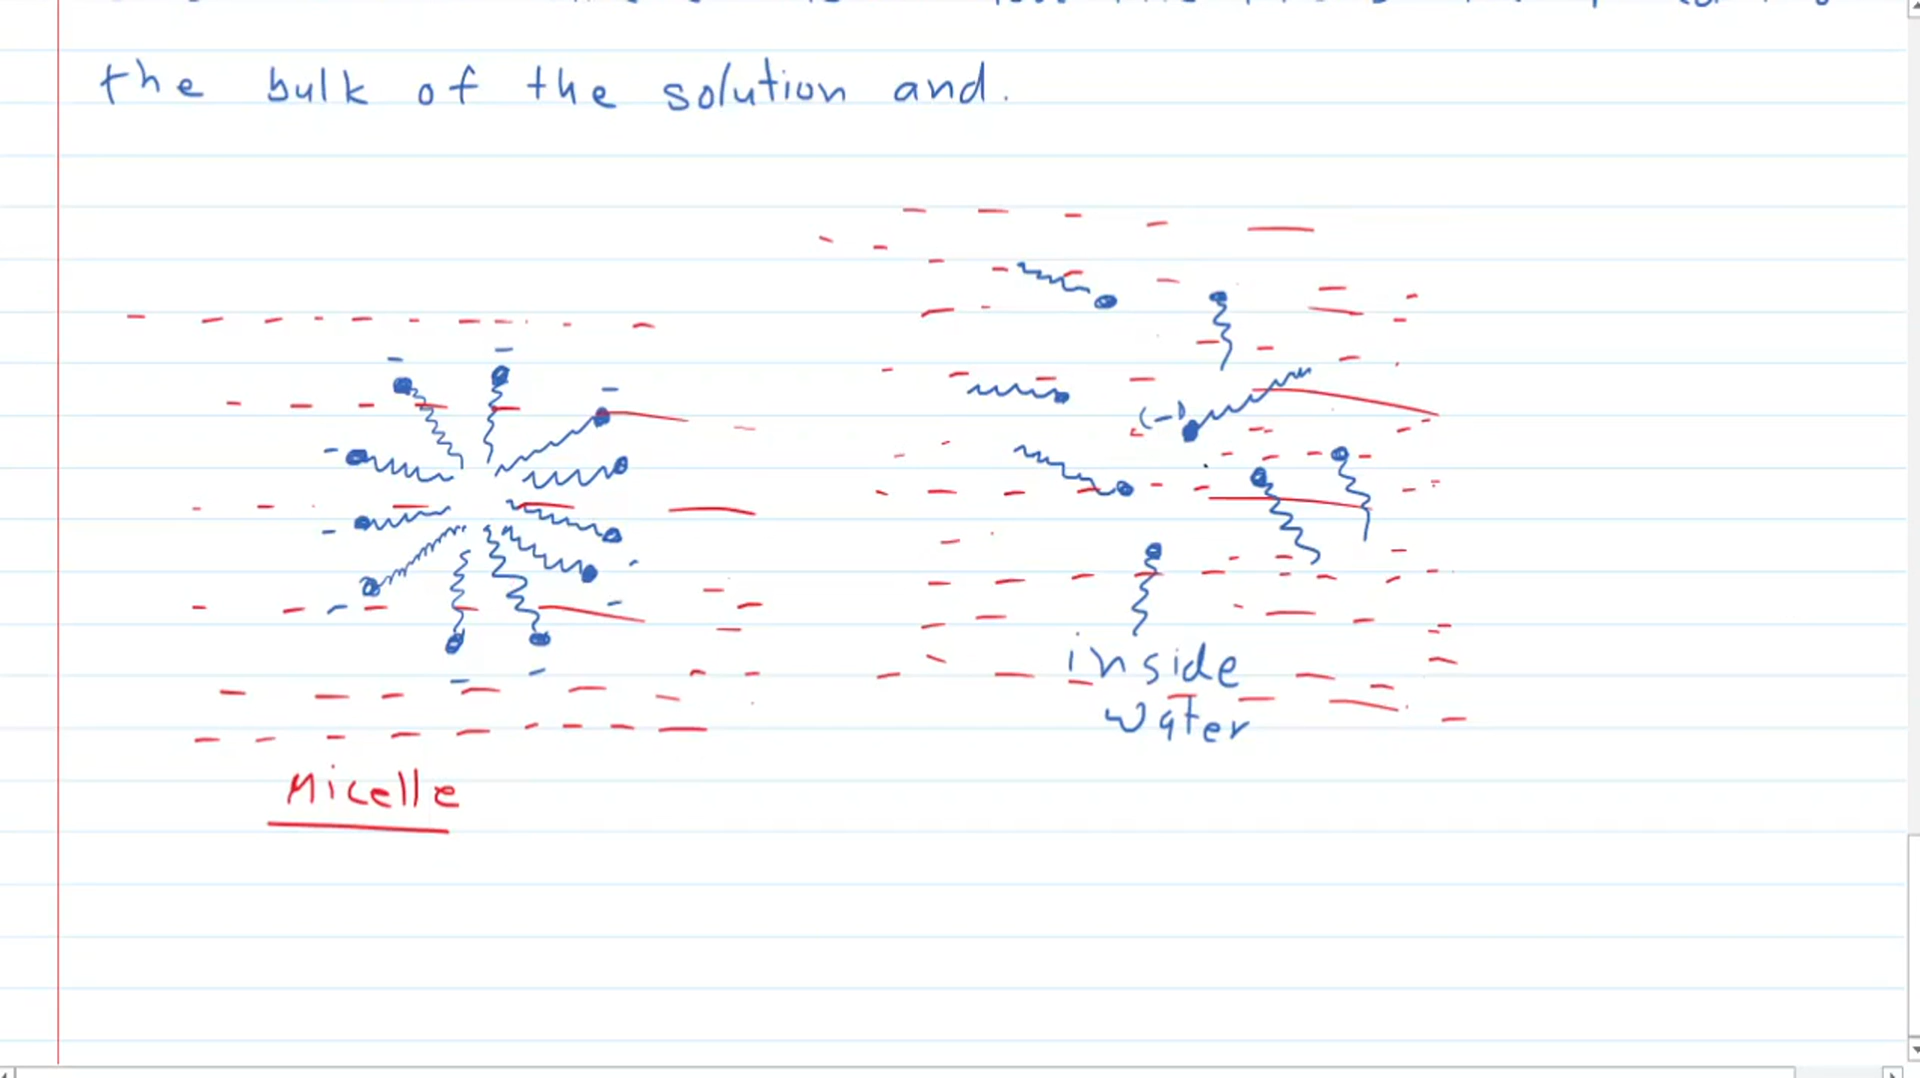 the bulk of the solution and.
(-)
inside
water
Micelle